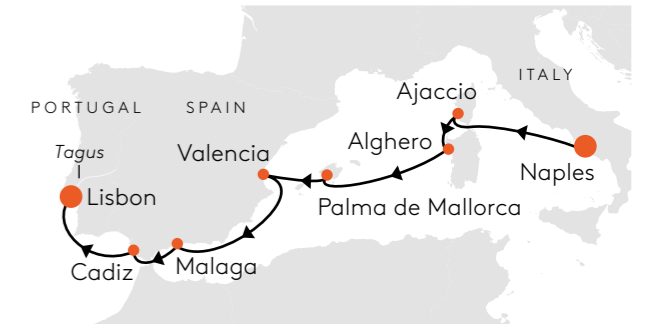 ITALY
Ajaccio
PORTUGAL SPAIN
Alghero
Tagus
Valencia
Naples
Lisbon
Palma de Mallorca
Cadiz
Malaga